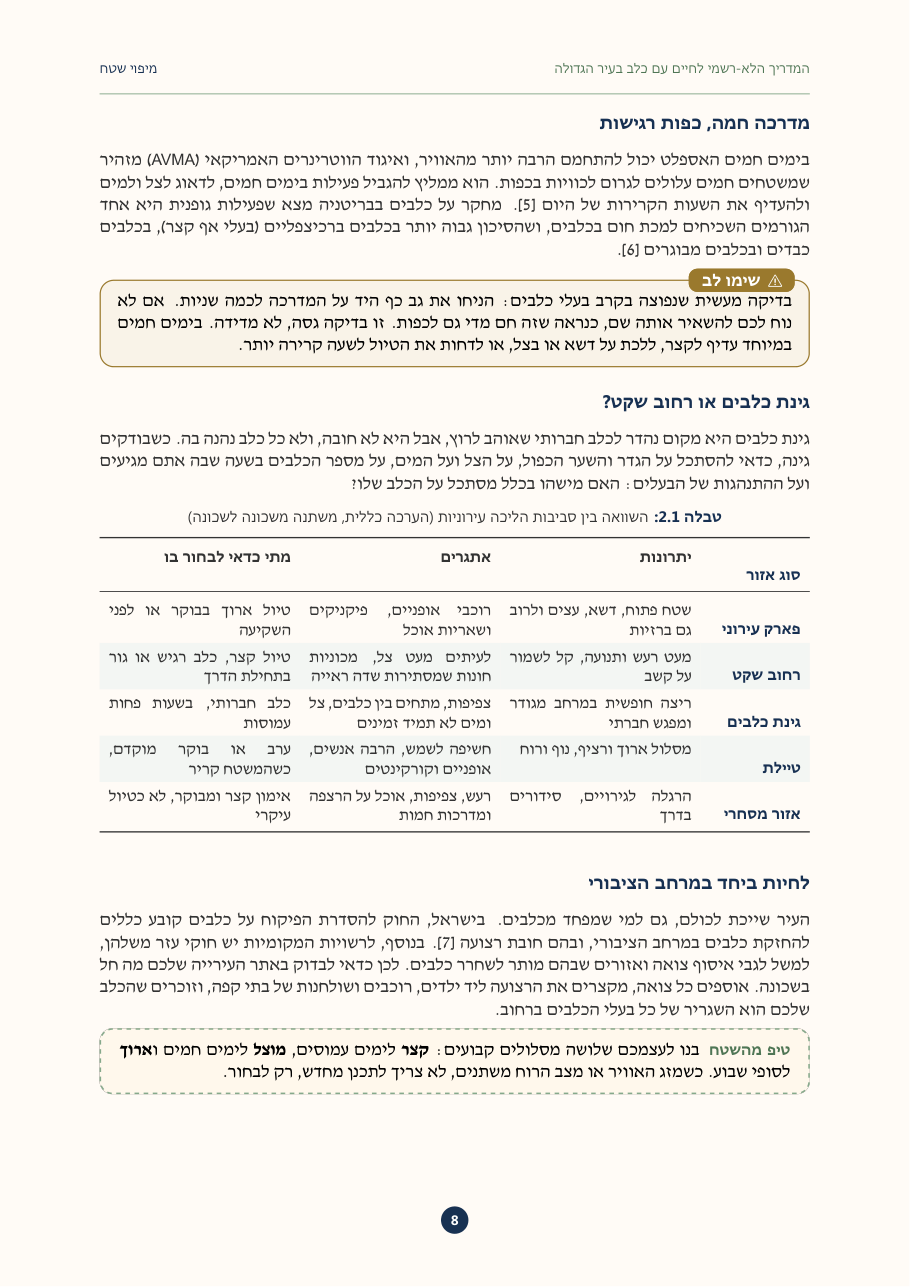 המדריך הלא-רשמי לחיים עם כלב בעיר הגדולה
מיפוי שטח
מדרכה חמה, כפות רגישות
בימים חמים האספלט יכול להתחמם הרבה יותר מהאוויר, ואיגוד הווטרינרים האמריקאי (AVMA) מזהיר
שמשטחים חמים עלולים לגרום לכוויות בכפות. הוא ממליץ להגביל פעילות בימים חמים, לדאוג לצל ולמים
ולהעדיף את השעות הקרירות של היום [5]. מחקר על כלבים בבריטניה מצא שפעילות גופנית היא אחד
הגורמים השכיחים למכת חום בכלבים, ושהסיכון גבוה יותר בכלבים ברכיצפליים (בעלי אף קצר), בכלבים
כבדים ובכלבים מבוגרים [6].
⚠ שימו לב
בדיקה מעשית שנפוצה בקרב בעלי כלבים: הניחו את גב כף היד על המדרכה לכמה שניות. אם לא
נוח לכם להשאיר אותה שם, כנראה שזה חם מדי גם לכפות. זו בדיקה גסה, לא מדידה. בימים חמים
במיוחד עדיף לקצר, ללכת על דשא או בצל, או לדחות את הטיול לשעה קרירה יותר.
גינת כלבים או רחוב שקט?
גינת כלבים היא מקום נהדר לכלב חברותי שאוהב לרוץ, אבל היא לא חובה, ולא כל כלב נהנה בה. כשבודקים
גינה, כדאי להסתכל על הגדר והשער הכפול, על הצל ועל המים, על מספר הכלבים בשעה שבה אתם מגיעים
ועל ההתנהגות של הבעלים: האם מישהו בכלל מסתכל על הכלב שלו?
טבלה 2.1: השוואה בין סביבות הליכה עירוניות (הערכה כללית, משתנה משכונה לשכונה)
סוג אזור יתרונות אתגרים מתי כדאי לבחור בו
שטח פתוח, דשא, עצים ולרוב רוכבי אופניים, פיקניקים טיול ארוך בבוקר או לפני
פארק עירוני גם ברזיות ושאריות אוכל השקיעה
מעט רעש ותנועה, קל לשמור לעיתים מעט צל, מכוניות טיול קצר, כלב רגיש או גור
רחוב שקט על קשב חונות שמסתירות שדה ראייה בתחילת הדרך
ריצה חופשית במרחב מגודר צפיפות, מתחים בין כלבים, צל כלב חברותי, בשעות פחות
גינת כלבים ומפגש חברתי ומים לא תמיד זמינים עמוסות
מסלול ארוך ורציף, נוף ורוח חשיפה לשמש, הרבה אנשים, ערב או בוקר מוקדם,
טיילת אופניים וקורקינטים כשהמשטח קריר
הרגלה לגירויים, סידורים רעש, צפיפות, אוכל על הרצפה אימון קצר ומבוקר, לא כטיול
אזור מסחרי בדרך ומדרכות חמות עיקרי
לחיות ביחד במרחב הציבורי
העיר שייכת לכולם, גם למי שמפחד מכלבים. בישראל, החוק להסדרת הפיקוח על כלבים קובע כללים
להחזקת כלבים במרחב הציבורי, ובהם חובת רצועה [7]. בנוסף, לרשויות המקומיות יש חוקי עזר משלהן,
למשל לגבי איסוף צואה ואזורים שבהם מותר לשחרר כלבים. לכן כדאי לבדוק באתר העירייה שלכם מה חל
בשכונה. אוספים כל צואה, מקצרים את הרצועה ליד ילדים, רוכבים ושולחנות של בתי קפה, וזוכרים שהכלב
שלכם הוא השגריר של כל בעלי הכלבים ברחוב.
טיפ מהשטח בנו לעצמכם שלושה מסלולים קבועים: קצר לימים עמוסים, מוצל לימים חמים וארוך
לסופי שבוע. כשמזג האוויר או מצב הרוח משתנים, לא צריך לתכנן מחדש, רק לבחור.
8